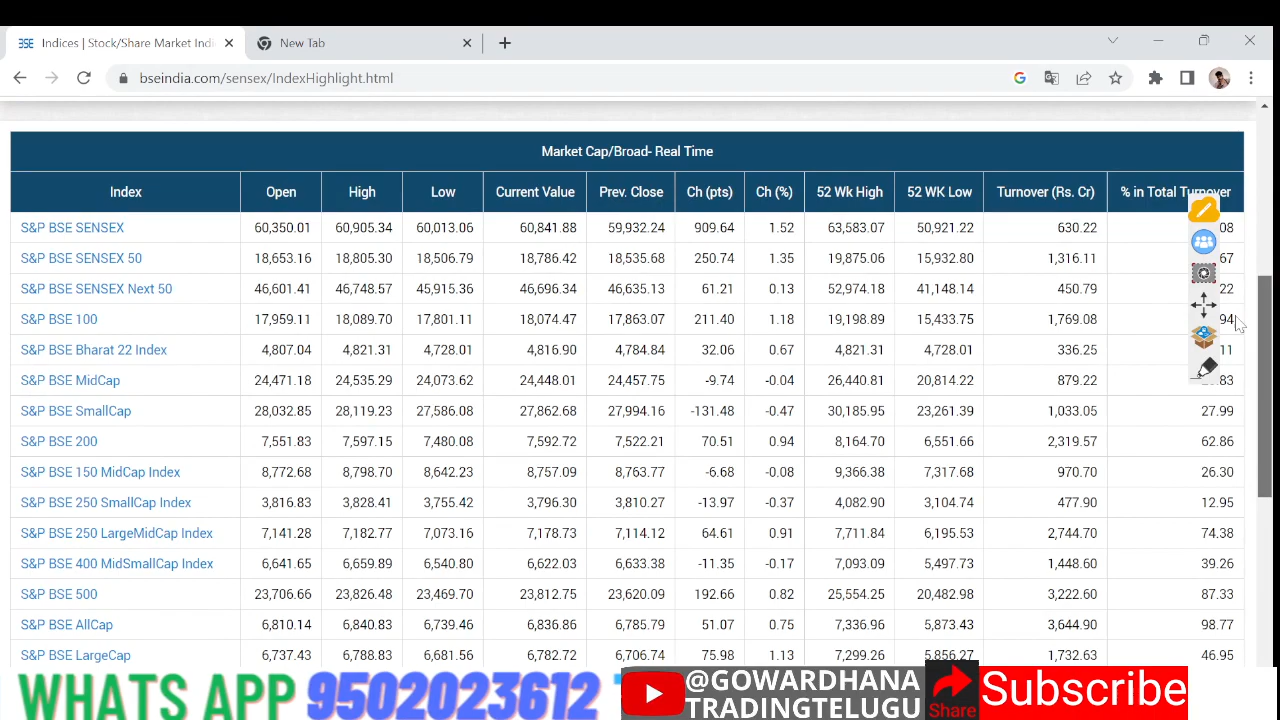 BSE Indices | Stock/Share Market Indi
New Tab
bseindia.com/sensex/IndexHighlight.html
Market Cap/Broad- Real Time
Index Open High Low Current Value Prev. Close Ch (pts) Ch (%) 52 Wk High 52 WK Low Turnover (Rs. Cr) % in Total Turnover
S&P BSE SENSEX 60,350.01 60,905.34 60,013.06 60,841.88 59,932.24 909.64 1.52 63,583.07 50,921.22 630.22 08
S&P BSE SENSEX 50 18,653.16 18,805.30 18,506.79 18,786.42 18,535.68 250.74 1.35 19,875.06 15,932.80 1,316.11 67
S&P BSE SENSEX Next 50 46,601.41 46,748.57 45,915.36 46,696.34 46,635.13 61.21 0.13 52,974.18 41,148.14 450.79 22
S&P BSE 100 17,959.11 18,089.70 17,801.11 18,074.47 17,863.07 211.40 1.18 19,198.89 15,433.75 1,769.08 94
S&P BSE Bharat 22 Index 4,807.04 4,821.31 4,728.01 4,816.90 4,784.84 32.06 0.67 4,821.31 4,728.01 336.25 11
S&P BSE MidCap 24,471.18 24,535.29 24,073.62 24,448.01 24,457.75 -9.74 -0.04 26,440.81 20,814.22 879.22 83
S&P BSE SmallCap 28,032.85 28,119.23 27,586.08 27,862.68 27,994.16 -131.48 -0.47 30,185.95 23,261.39 1,033.05 27.99
S&P BSE 200 7,551.83 7,597.15 7,480.08 7,592.72 7,522.21 70.51 0.94 8,164.70 6,551.66 2,319.57 62.86
S&P BSE 150 MidCap Index 8,772.68 8,798.70 8,642.23 8,757.09 8,763.77 -6.68 -0.08 9,366.38 7,317.68 970.70 26.30
S&P BSE 250 SmallCap Index 3,816.83 3,828.41 3,755.42 3,796.30 3,810.27 -13.97 -0.37 4,082.90 3,104.74 477.90 12.95
S&P BSE 250 LargeMidCap Index 7,141.28 7,182.77 7,073.16 7,178.73 7,114.12 64.61 0.91 7,711.84 6,195.53 2,744.70 74.38
S&P BSE 400 MidSmallCap Index 6,641.65 6,659.89 6,540.80 6,622.03 6,633.38 -11.35 -0.17 7,093.09 5,497.73 1,448.60 39.26
S&P BSE 500 23,706.66 23,826.48 23,469.70 23,812.75 23,620.09 192.66 0.82 25,554.25 20,482.98 3,222.60 87.33
S&P BSE AllCap 6,810.14 6,840.83 6,739.46 6,836.86 6,785.79 51.07 0.75 7,336.96 5,873.43 3,644.90 98.77
S&P BSE LargeCap 6,737.43 6,788.83 6,681.56 6,782.72 6,706.74 75.98 1.13 7,299.26 5,856.27 1,732.63 46.95
WHATS APP 9502023612
@GOWARDHANA
TRADINGTELUGU
Share
Subscribe